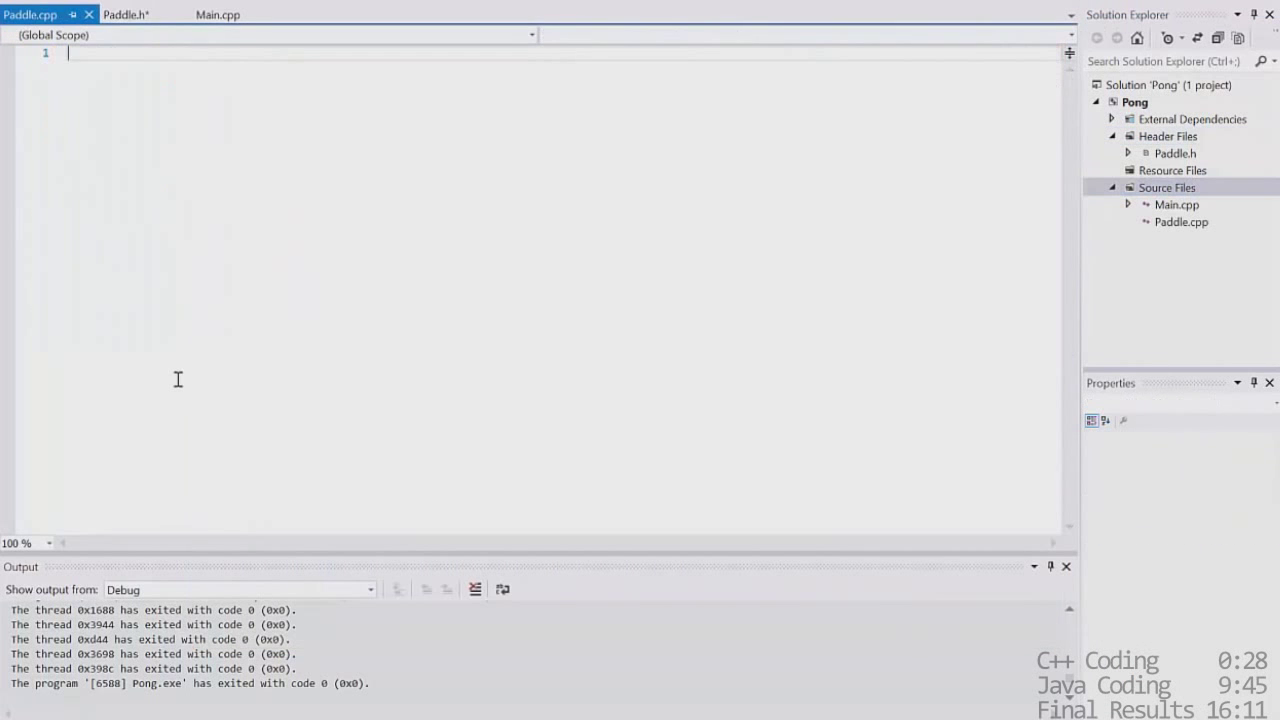 Paddle.cpp
Paddle.h*
Main.cpp
(Global Scope)
1
100 %
Output
Show output from: Debug
The thread 0x1688 has exited with code 0 (0x0).
The thread 0x3944 has exited with code 0 (0x0).
The thread 0xd44 has exited with code 0 (0x0).
The thread 0x3698 has exited with code 0 (0x0).
The thread 0x398c has exited with code 0 (0x0).
The program '[6588] Pong.exe' has exited with code 0 (0x0).
Solution Explorer
Search Solution Explorer (Ctrl+;)
Solution 'Pong' (1 project)
Pong
External Dependencies
Header Files
Paddle.h
Resource Files
Source Files
Main.cpp
Paddle.cpp
Properties
C++ Coding 0:28
Java Coding 9:45
Final Results 16:11